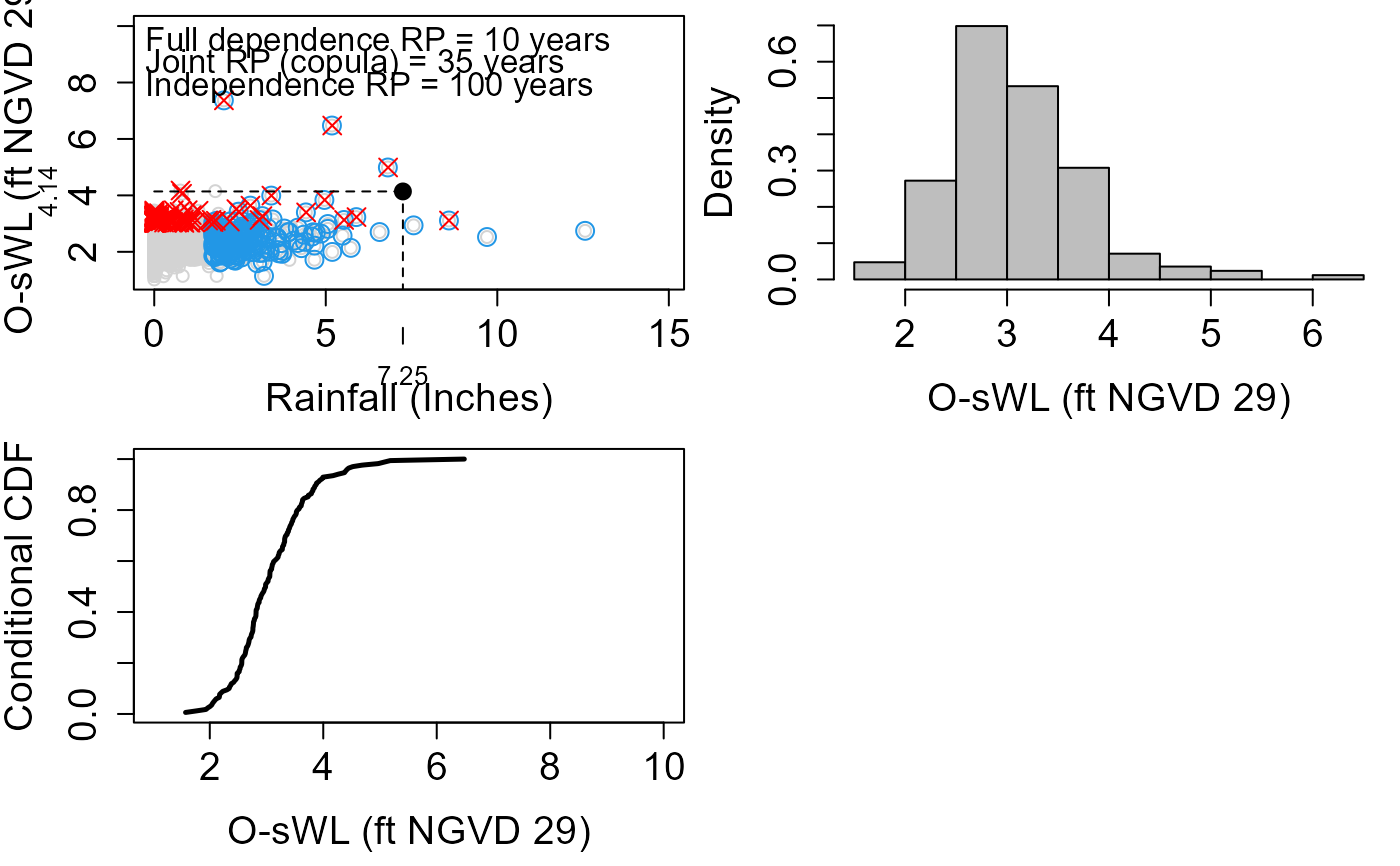 Full dependence RP = 10 years
Joint RP (copula) = 35 years
Independence RP = 100 years
O-sWL (ft NGVD 29
4.14
8
6
4
2
0 5 10 15
7.25
Rainfall (Inches)
Density
0.6
0.3
0.0
2 3 4 5 6
O-sWL (ft NGVD 29)
Conditional CDF
0.8
0.4
0.0
2 4 6 8 10
O-sWL (ft NGVD 29)